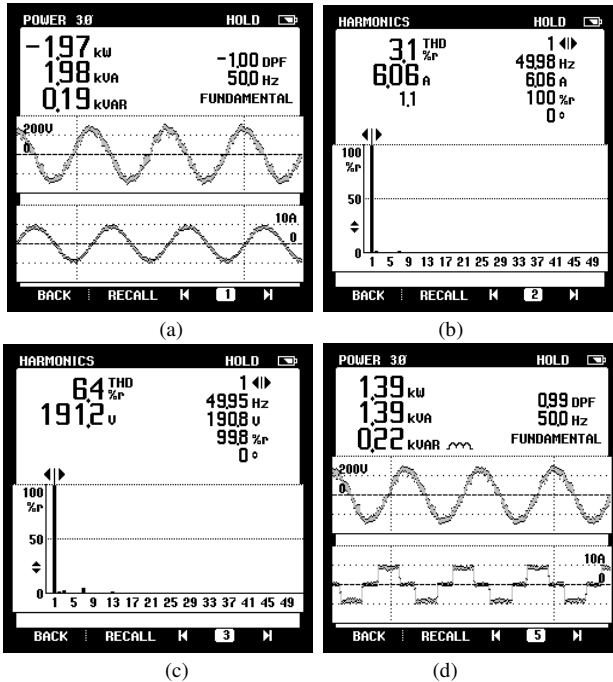 POWER 3Ø HOLD
-1.97 kW
1.98 kVA
0.19 kVAR
-1.00 DPF
50.0 Hz
FUNDAMENTAL
200V
0
10A
0
BACK RECALL 1
(a)
HARMONICS HOLD
3.1 THD %r
6.06 A
1.1
1
49.98 Hz
6.06 A
100 %r
0 °
100
%r
50
0
1 5 9 13 17 21 25 29 33 37 41 45 49
BACK RECALL 2
(b)
HARMONICS HOLD
6.4 THD %r
191.2 V
1
49.95 Hz
190.8 V
99.8 %r
0 °
100
%r
50
0
1 5 9 13 17 21 25 29 33 37 41 45 49
BACK RECALL 3
(c)
POWER 3Ø HOLD
1.39 kW
1.39 kVA
0.22 kVAR
0.99 DPF
50.0 Hz
FUNDAMENTAL
200V
0
10A
0
BACK RECALL 5
(d)